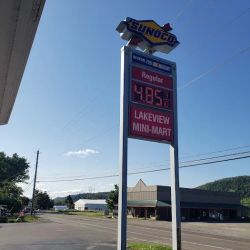 SUNOCO
Regular
4.85
LAKEVIEW
MINI-MART